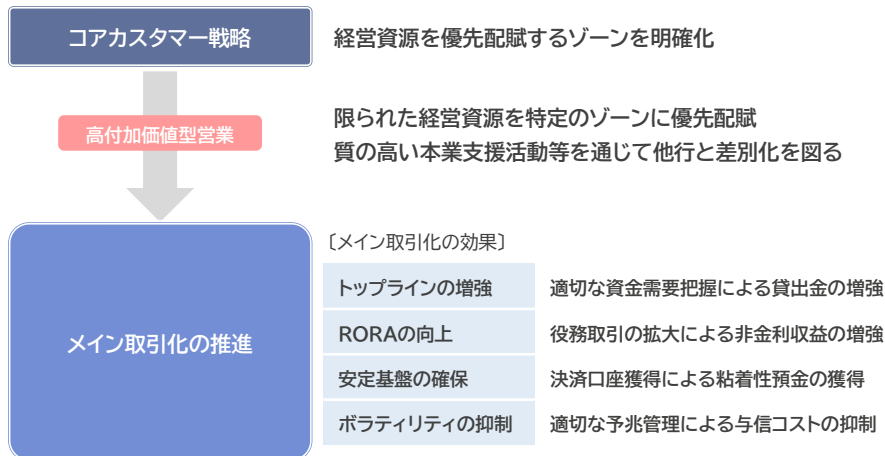 コアカスタマー戦略
経営資源を優先配賦するゾーンを明確化
高付加価値型営業
限られた経営資源を特定のゾーンに優先配賦
質の高い本業支援活動等を通じて他行と差別化を図る
メイン取引化の推進
〔メイン取引化の効果〕
トップラインの増強 適切な資金需要把握による貸出金の増強
RORAの向上 役務取引の拡大による非金利収益の増強
安定基盤の確保 決済口座獲得による粘着性預金の獲得
ボラティリティの抑制 適切な予兆管理による与信コストの抑制